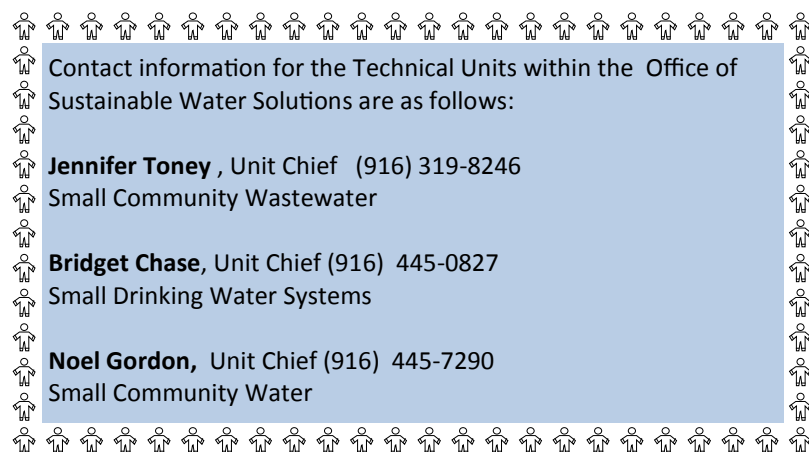 Contact information for the Technical Units within the  Office of
Sustainable Water Solutions are as follows:
Jennifer Toney , Unit Chief   (916) 319-8246
Small Community Wastewater
Bridget Chase, Unit Chief (916)  445-0827
Small Drinking Water Systems
Noel Gordon,  Unit Chief (916)  445-7290
Small Community Water